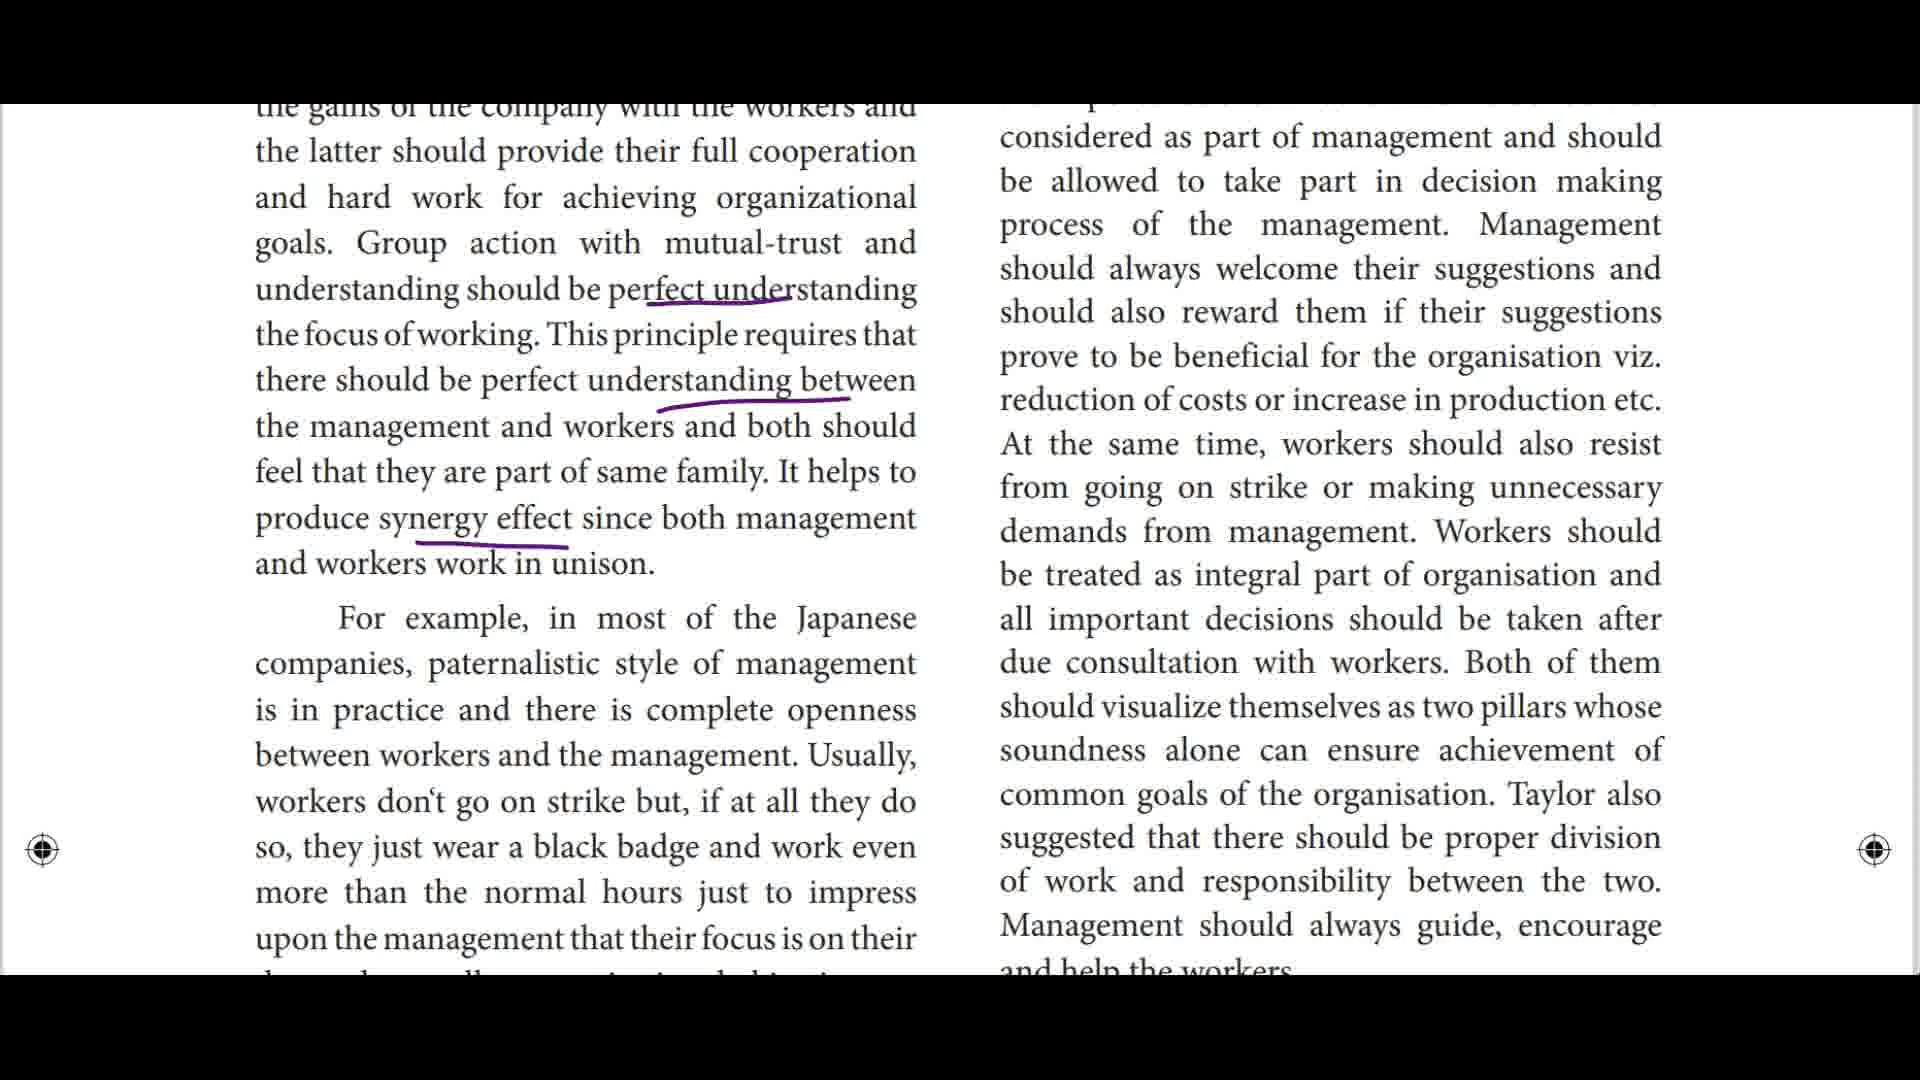 the gains of the company with the workers and
the latter should provide their full cooperation
and hard work for achieving organizational
goals. Group action with mutual-trust and
understanding should be perfect understanding
the focus of working. This principle requires that
there should be perfect understanding between
the management and workers and both should
feel that they are part of same family. It helps to
produce synergy effect since both management
and workers work in unison.
For example, in most of the Japanese
companies, paternalistic style of management
is in practice and there is complete openness
between workers and the management. Usually,
workers don‘t go on strike but, if at all they do
so, they just wear a black badge and work even
more than the normal hours just to impress
upon the management that their focus is on their
considered as part of management and should
be allowed to take part in decision making
process of the management. Management
should always welcome their suggestions and
should also reward them if their suggestions
prove to be beneficial for the organisation viz.
reduction of costs or increase in production etc.
At the same time, workers should also resist
from going on strike or making unnecessary
demands from management. Workers should
be treated as integral part of organisation and
all important decisions should be taken after
due consultation with workers. Both of them
should visualize themselves as two pillars whose
soundness alone can ensure achievement of
common goals of the organisation. Taylor also
suggested that there should be proper division
of work and responsibility between the two.
Management should always guide, encourage
and help the workers.